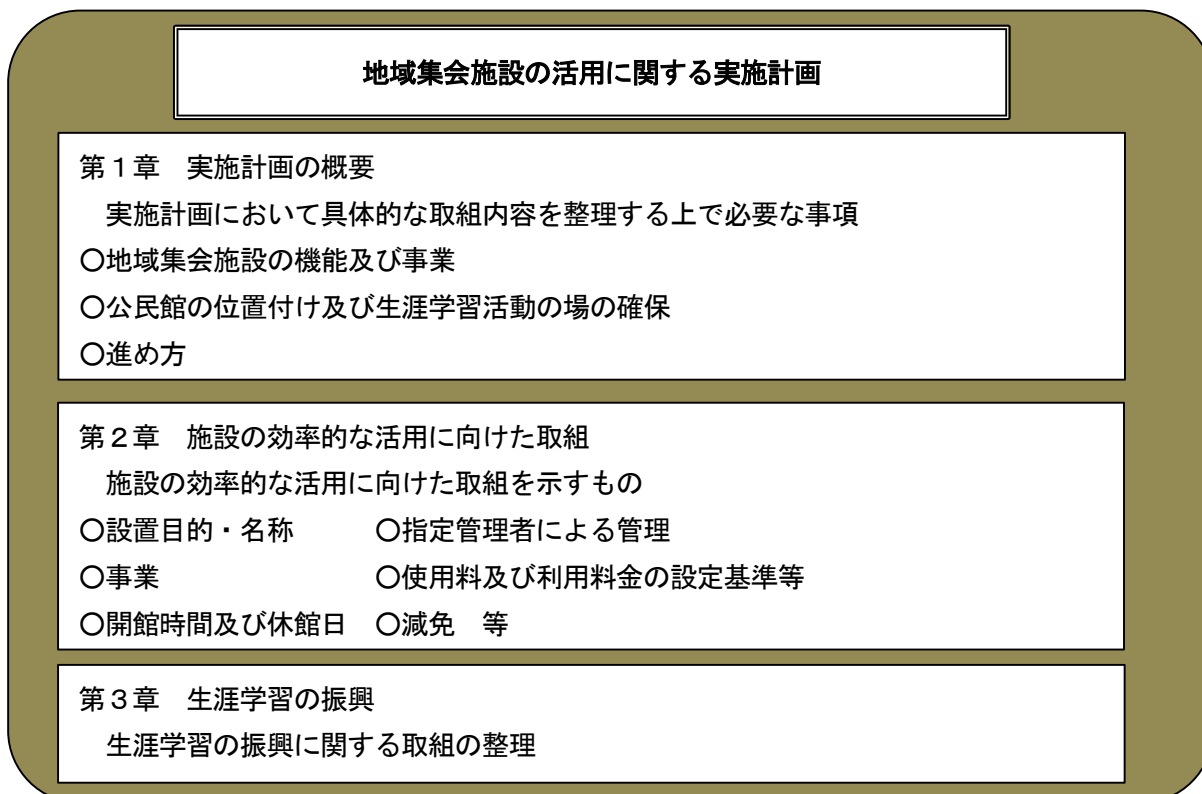 地域集会施設の活用に関する実施計画
第１章　実施計画の概要
実施計画において具体的な取組内容を整理する上で必要な事項
〇地域集会施設の機能及び事業
〇公民館の位置付け及び生涯学習活動の場の確保
〇進め方
第２章　施設の効率的な活用に向けた取組
施設の効率的な活用に向けた取組を示すもの
〇設置目的・名称　　　〇指定管理者による管理
〇事業　　　　　　　　〇使用料及び利用料金の設定基準等
〇開館時間及び休館日　〇減免　等
第３章　生涯学習の振興
生涯学習の振興に関する取組の整理